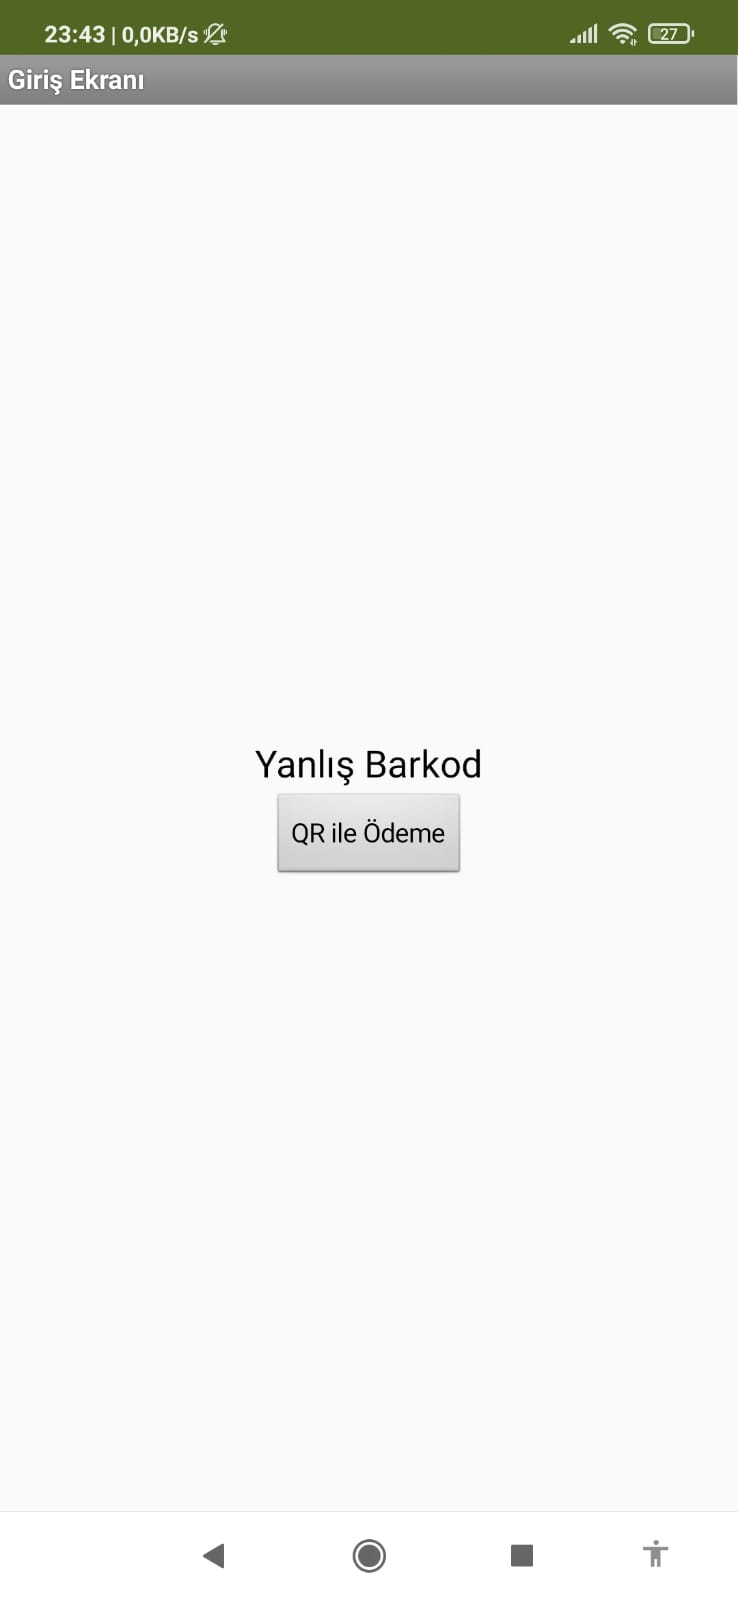 23:43 | 0,0KB/s 27
Giriş Ekranı
Yanlış Barkod
QR ile Ödeme